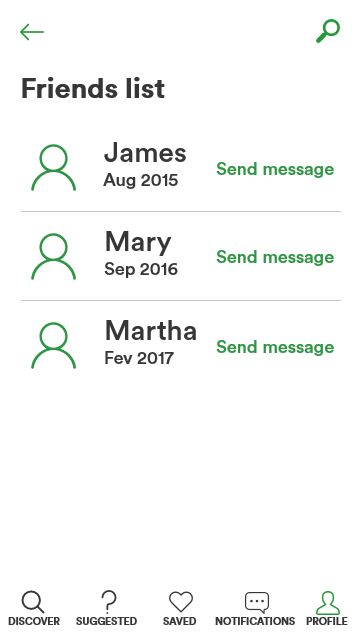 Friends list
James
Aug 2015
Send message
Mary
Sep 2016
Send message
Martha
Fev 2017
Send message
DISCOVER SUGGESTED SAVED NOTIFICATIONS PROFILE